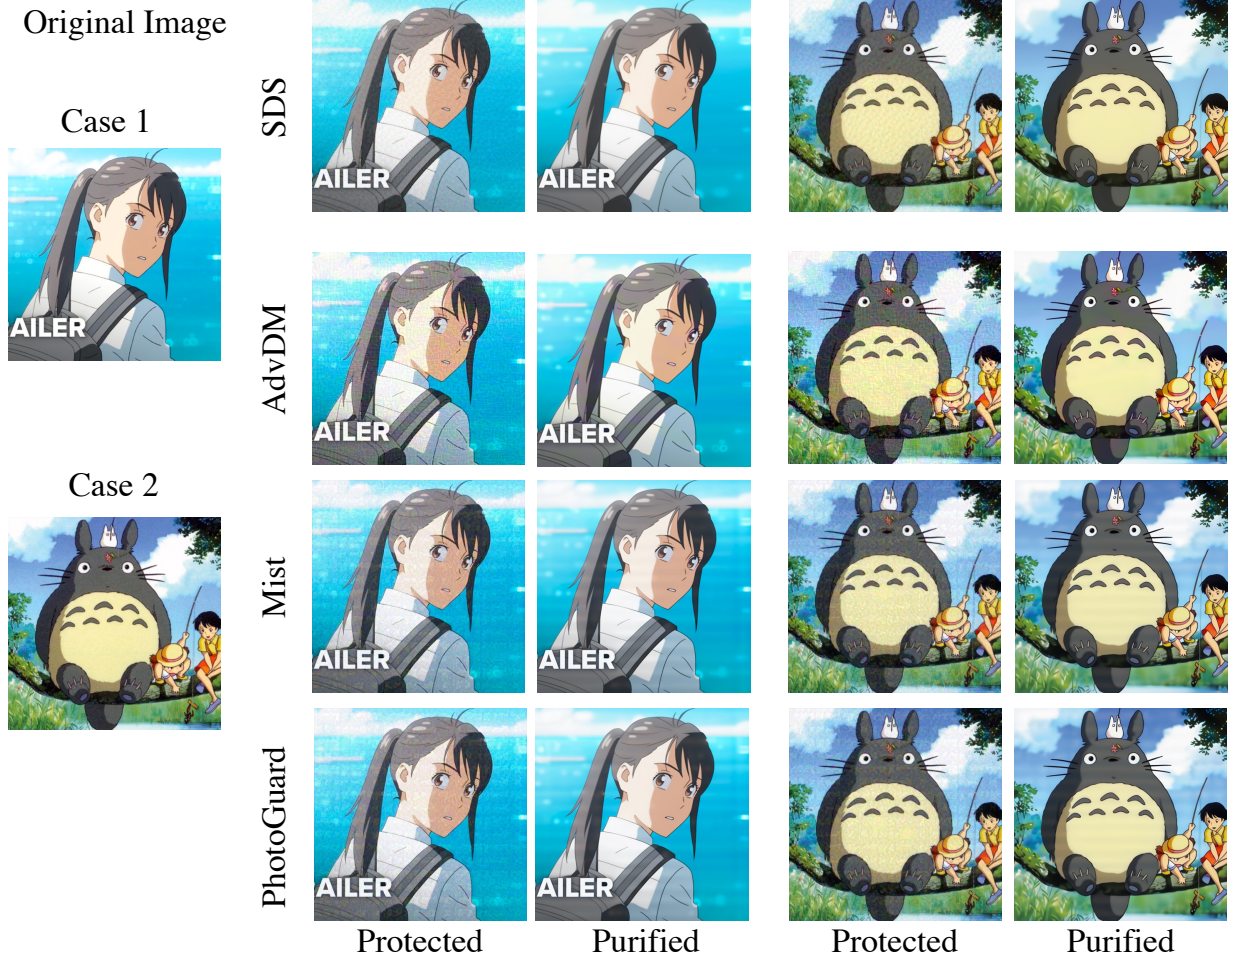 Original Image
Case 1
AILER
Case 2
SDS
AILER
AILER
AdvDM
AILER
AILER
Mist
AILER
AILER
PhotoGuard
AILER
AILER
Protected
Purified
Protected
Purified